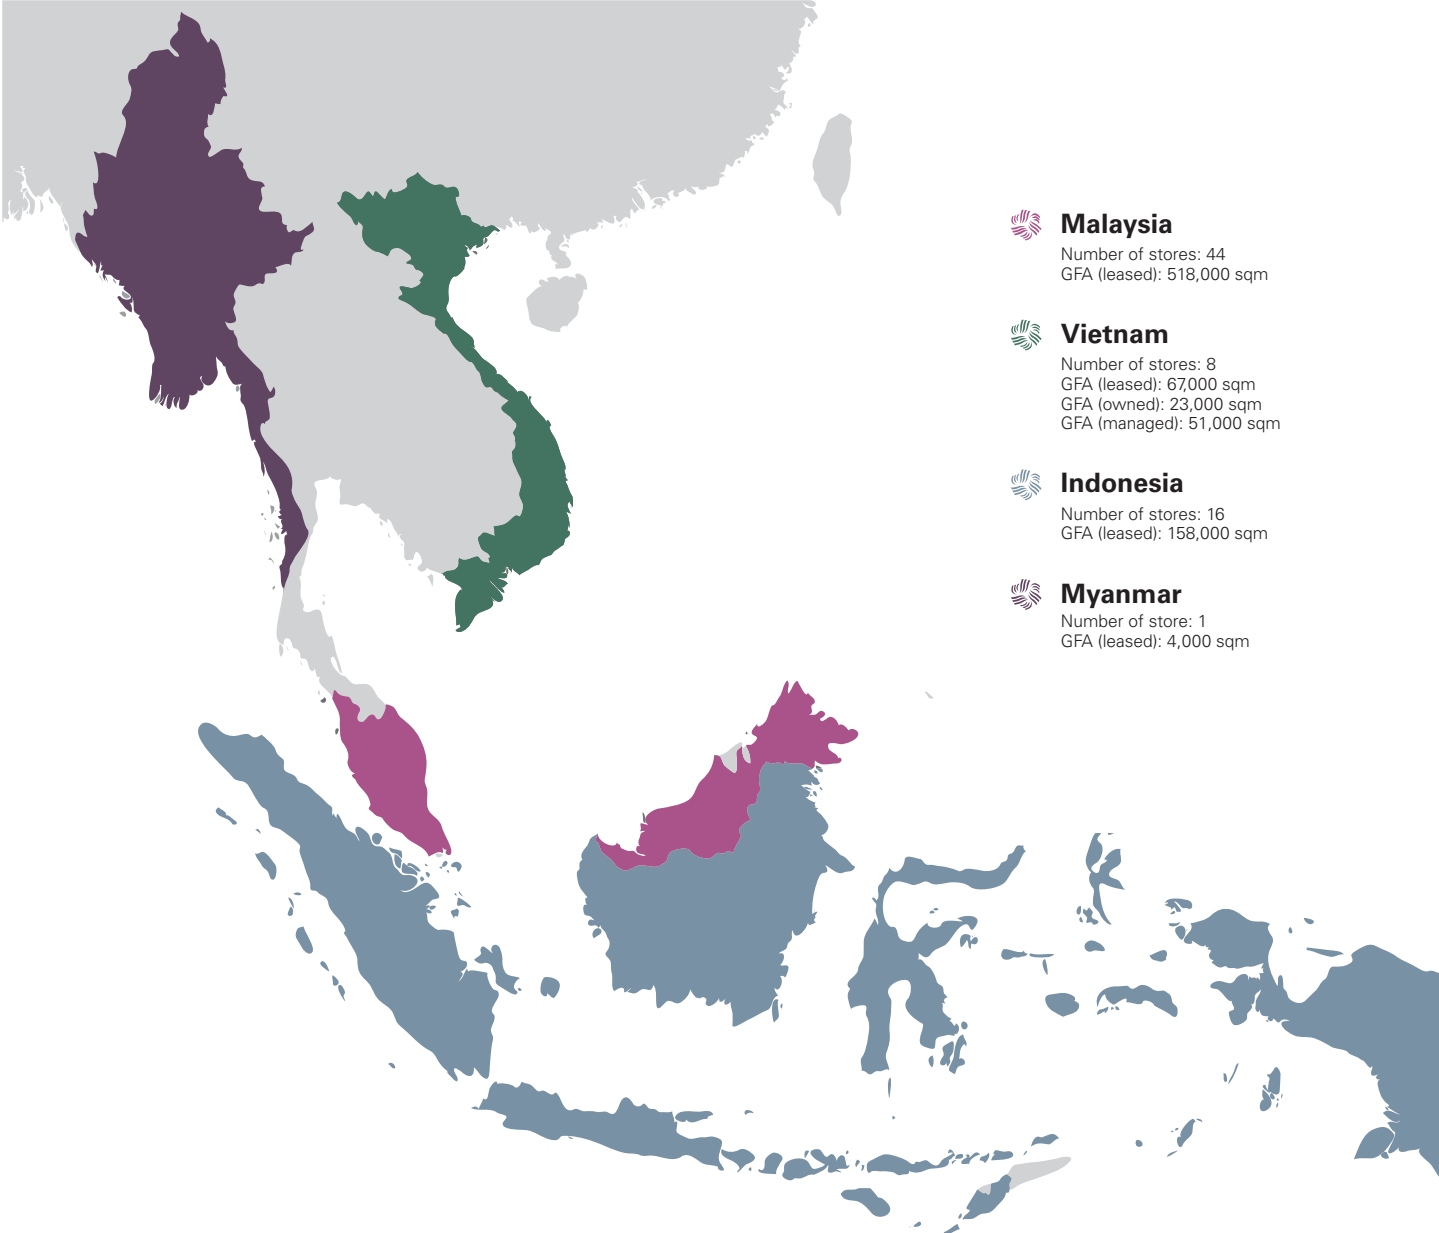 Malaysia
Number of stores: 44
GFA (leased): 518,000 sqm
Vietnam
Number of stores: 8
GFA (leased): 67,000 sqm
GFA (owned): 23,000 sqm
GFA (managed): 51,000 sqm
Indonesia
Number of stores: 16
GFA (leased): 158,000 sqm
Myanmar
Number of store: 1
GFA (leased): 4,000 sqm